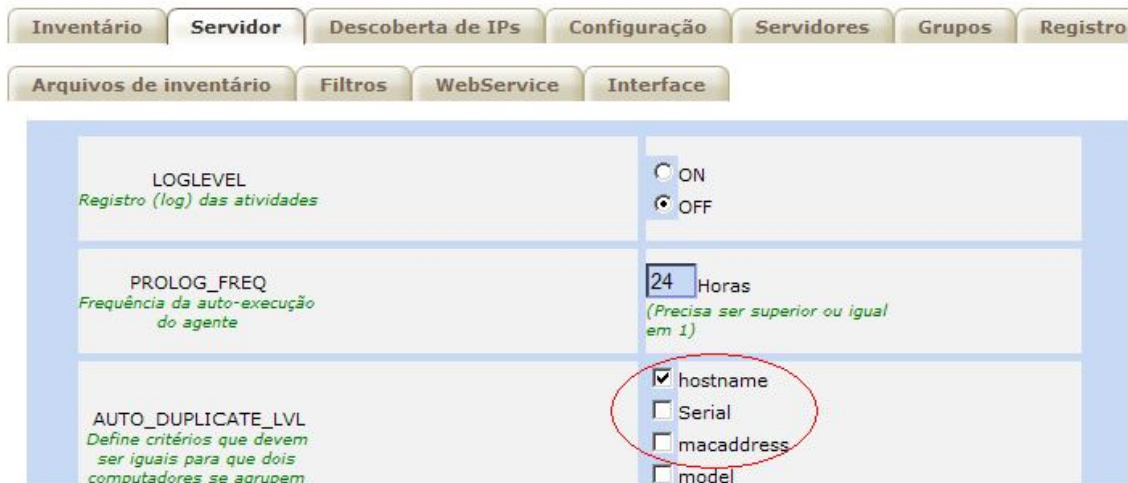 Inventário Servidor Descoberta de IPs Configuração Servidores Grupos Registro
Arquivos de inventário Filtros WebService Interface
LOGLEVEL
Registro (log) das atividades
ON
OFF
PROLOG_FREQ
Frequência da auto-execução
do agente
24 Horas
(Precisa ser superior ou igual
em 1)
AUTO_DUPLICATE_LVL
Define critérios que devem
ser iguais para que dois
computadores se agrupem
hostname
Serial
macaddress
model